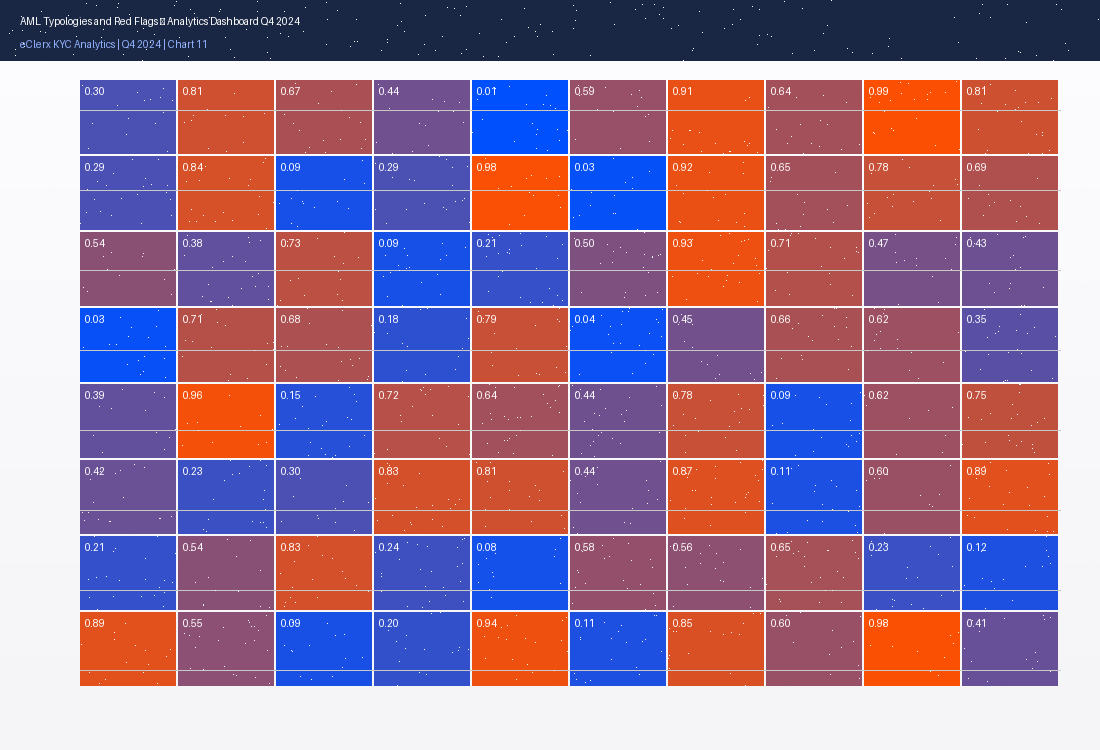 AML Typologies and Red Flags Analytics Dashboard Q4 2024
eClerx KYC Analytics | Q4 2024 | Chart 11
0.30 0.81 0.67 0.44 0.01 0.59 0.91 0.64 0.99 0.81
0.29 0.84 0.09 0.29 0.98 0.03 0.92 0.65 0.78 0.69
0.54 0.38 0.73 0.09 0.21 0.50 0.93 0.71 0.47 0.43
0.03 0.71 0.68 0.18 0.79 0.04 0.45 0.66 0.62 0.35
0.39 0.96 0.15 0.72 0.64 0.44 0.78 0.09 0.62 0.75
0.42 0.23 0.30 0.83 0.81 0.44 0.87 0.11 0.60 0.89
0.21 0.54 0.83 0.24 0.08 0.58 0.56 0.65 0.23 0.12
0.89 0.55 0.09 0.20 0.94 0.11 0.85 0.60 0.98 0.41